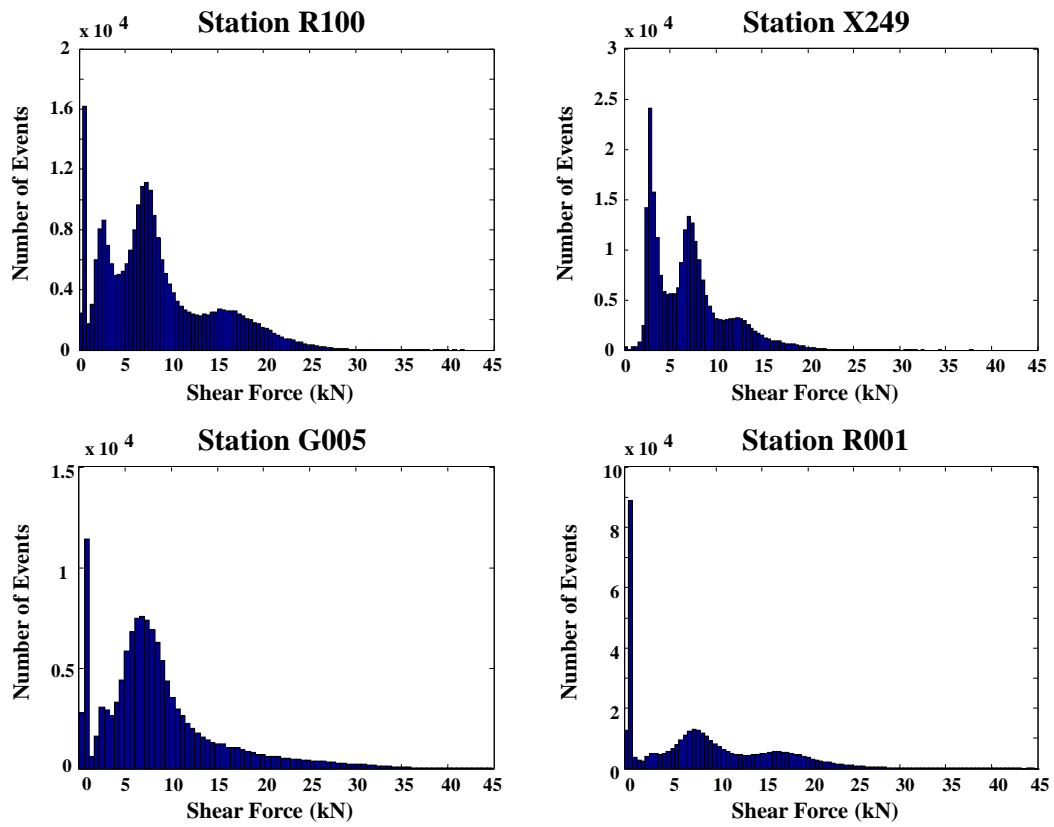 Station R100
x 10 4
2
1.6
1.2
0.8
0.4
0
Number of Events
0 5 10 15 20 25 30 35 40 45
Shear Force (kN)
Station X249
x 10 4
3
2.5
2
1.5
1
0.5
0
Number of Events
0 5 10 15 20 25 30 35 40 45
Shear Force (kN)
Station G005
x 10 4
1.5
1
0.5
0
Number of Events
0 5 10 15 20 25 30 35 40 45
Shear Force (kN)
Station R001
x 10 4
10
8
6
4
2
0
Number of Events
0 5 10 15 20 25 30 35 40 45
Shear Force (kN)